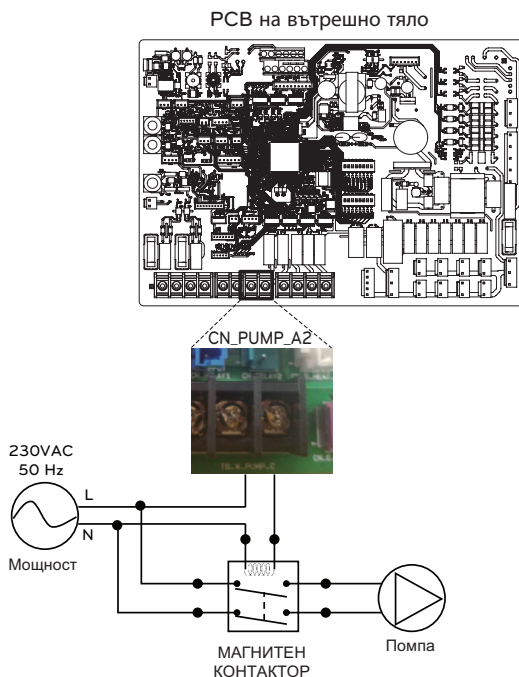 PCB на вътрешно тяло
CN_PUMP_A2
230VAC
50 Hz
L
N
Мощност
МАГНИТЕН
КОНТАКТОР
Помпа